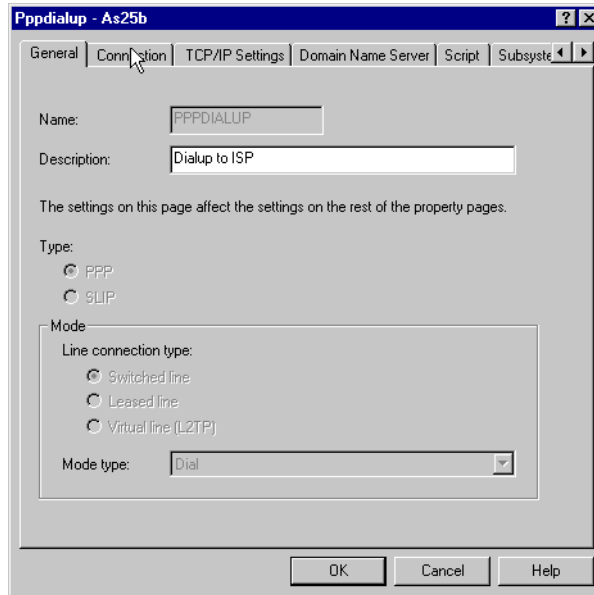 Pppdialup - As25b
General Connection TCP/IP Settings Domain Name Server Script
Name: PPPDIALUP
Description: Dialup to ISP
The settings on this page affect the settings on the rest of the property pages.
Type:
PPP
SLIP
Mode
Line connection type:
Switched line
Leased line
Virtual line (L2TP)
Mode type: Dial
OK Cancel Help